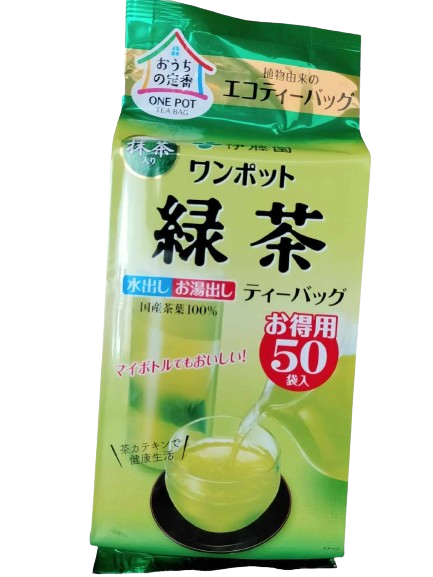 おうち
の定番
ONE POT
TEA BAG
植物由来の
エコティーバッグ
抹茶
入り
伊藤園
ワンポット
緑茶
水出し お湯出し ティーバッグ
国産茶葉100%
お得用
50
袋入
マイボトルでもおいしい!
茶カテキンで
健康生活